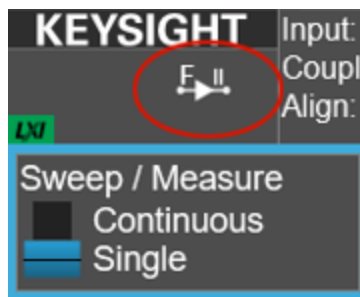 KEYSIGHT
Input:
F
Coupl
Align:
LXI
Sweep / Measure
Continuous
Single